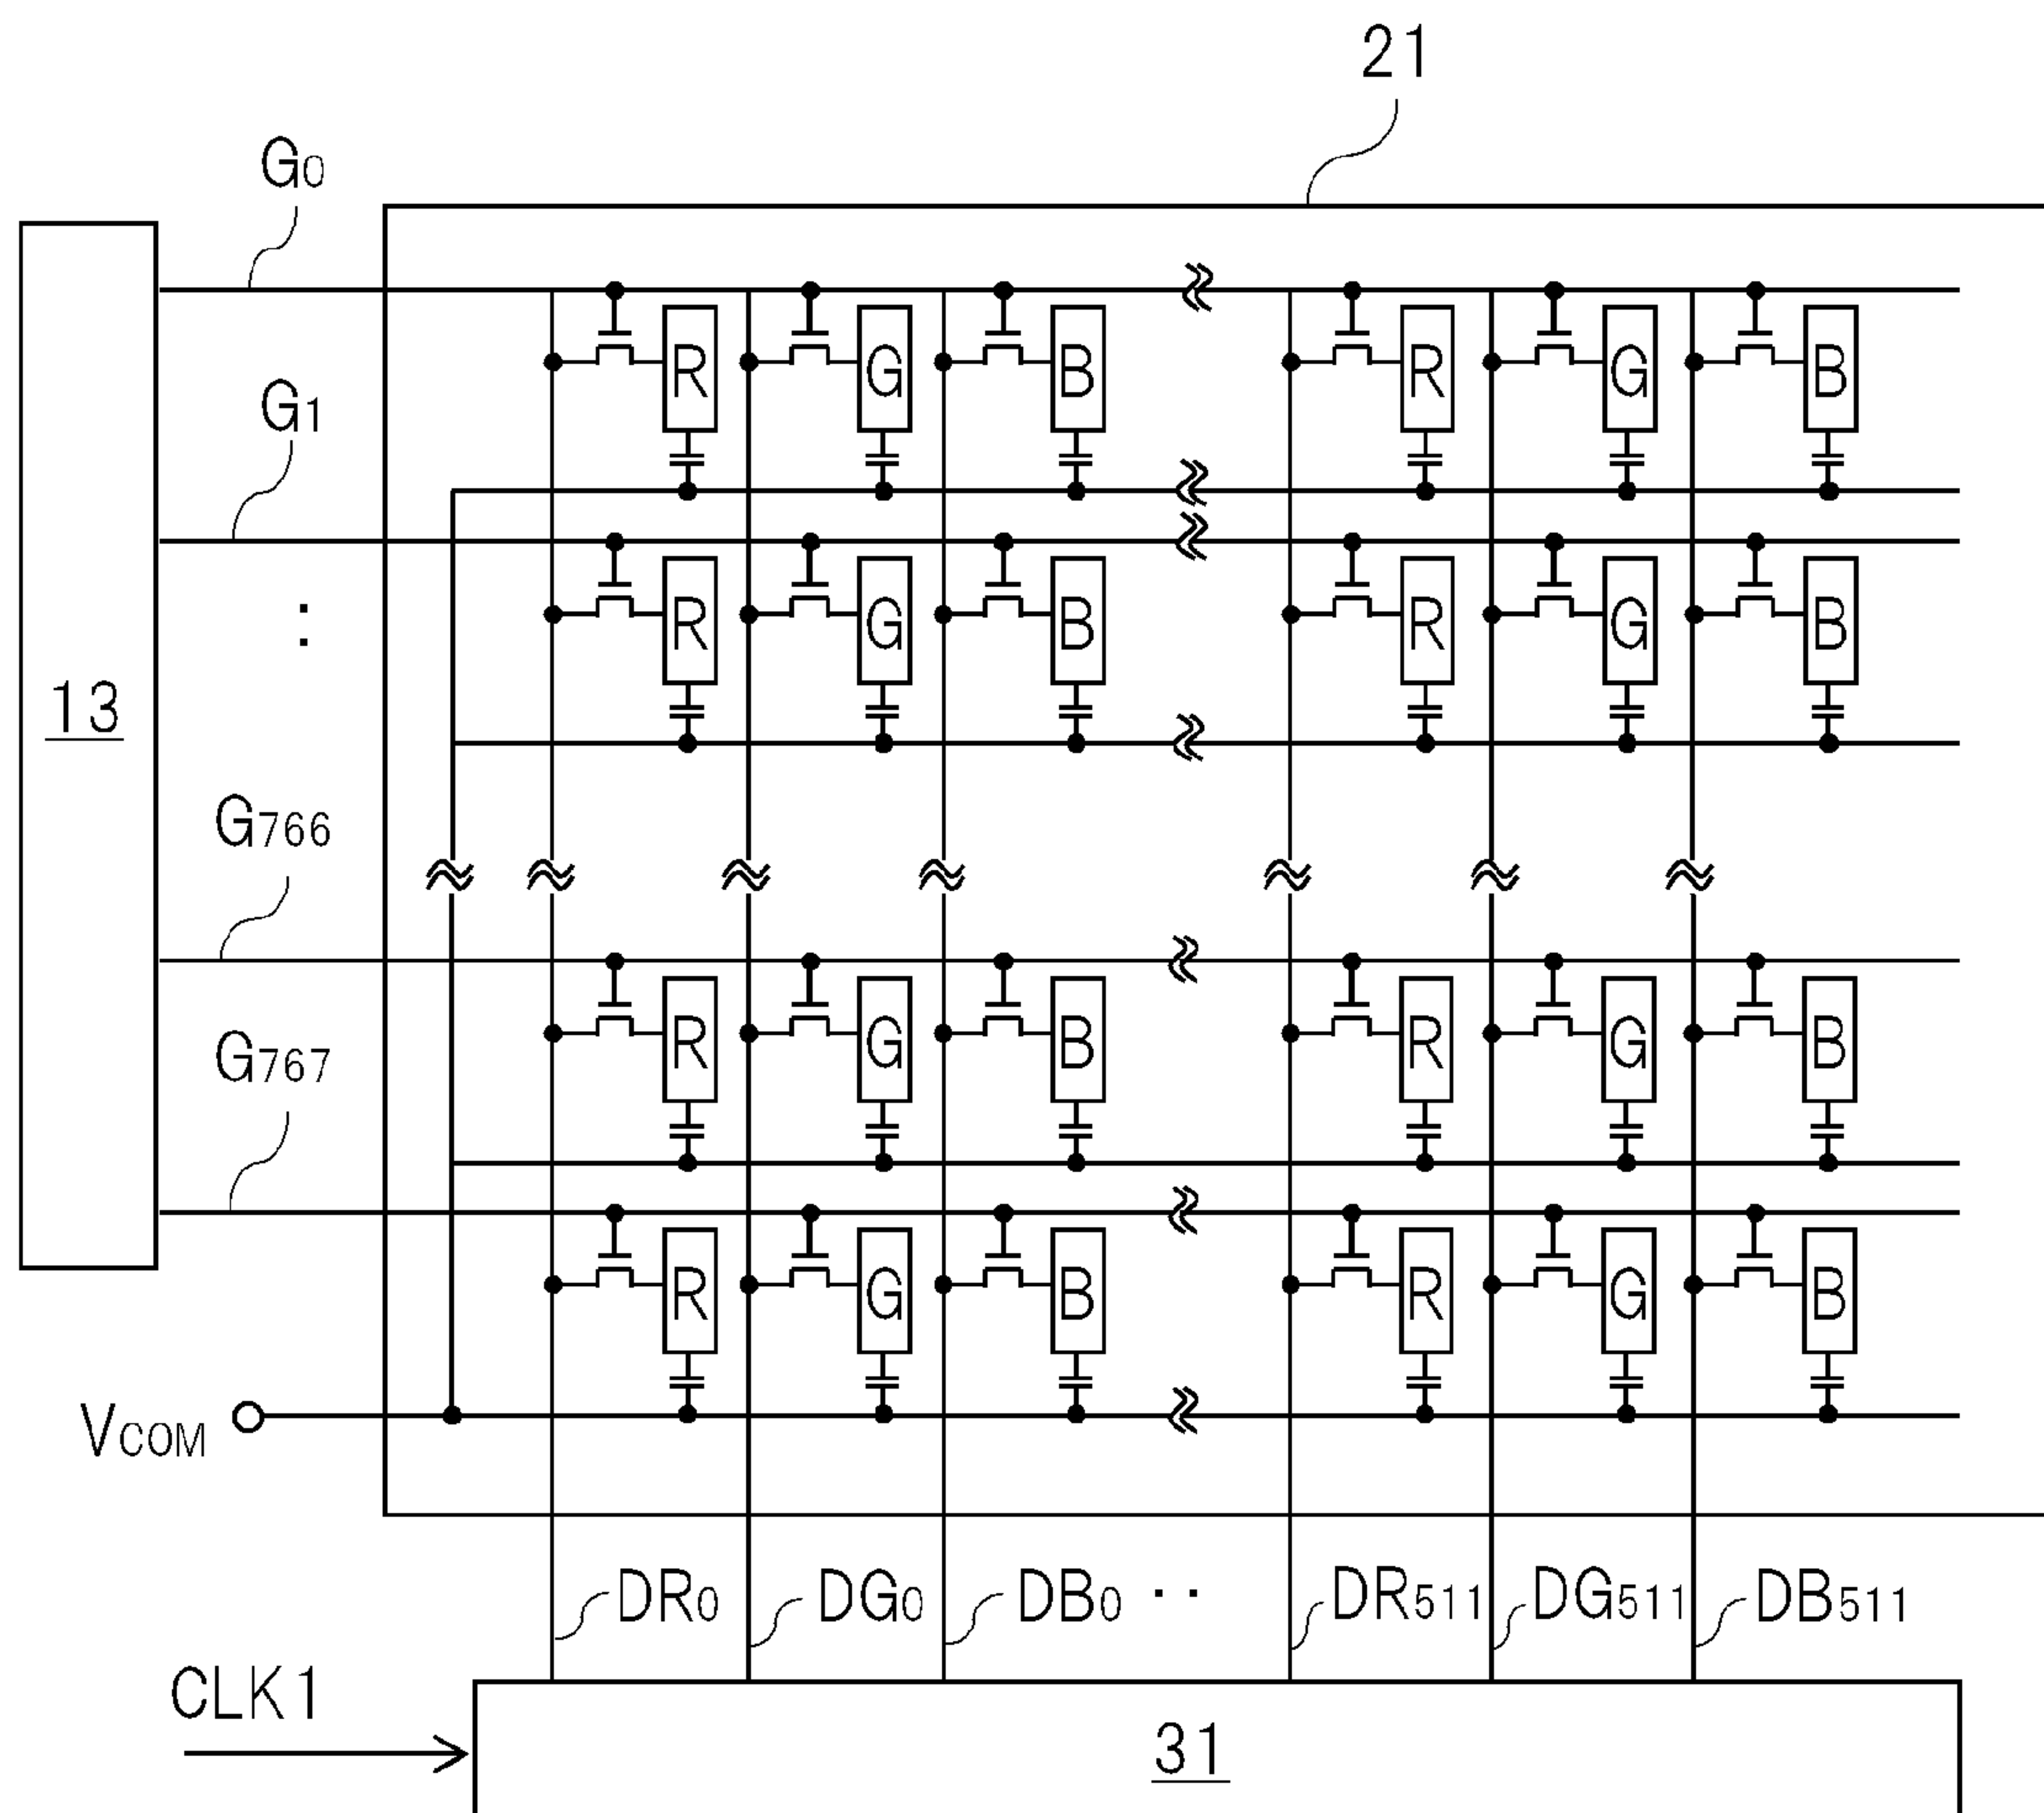 21
G0
R G B R G B
G1
R G B R G B
:
13
G766
R G B R G B
G767
R G B R G B
VCOM
DR0 DG0 DB0 ・・ DR511 DG511 DB511
CLK1
31